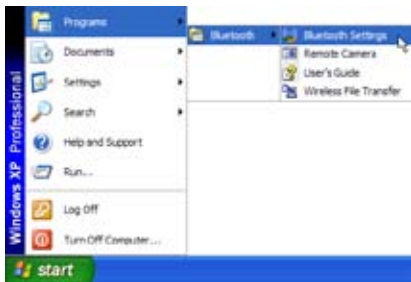 Windows XP Professional
Programs
Documents
Settings
Search
Help and Support
Run...
Log Off
Turn Off Computer...
Bluetooth
Bluetooth Settings
Remote Camera
User's Guide
Wireless File Transfer
start